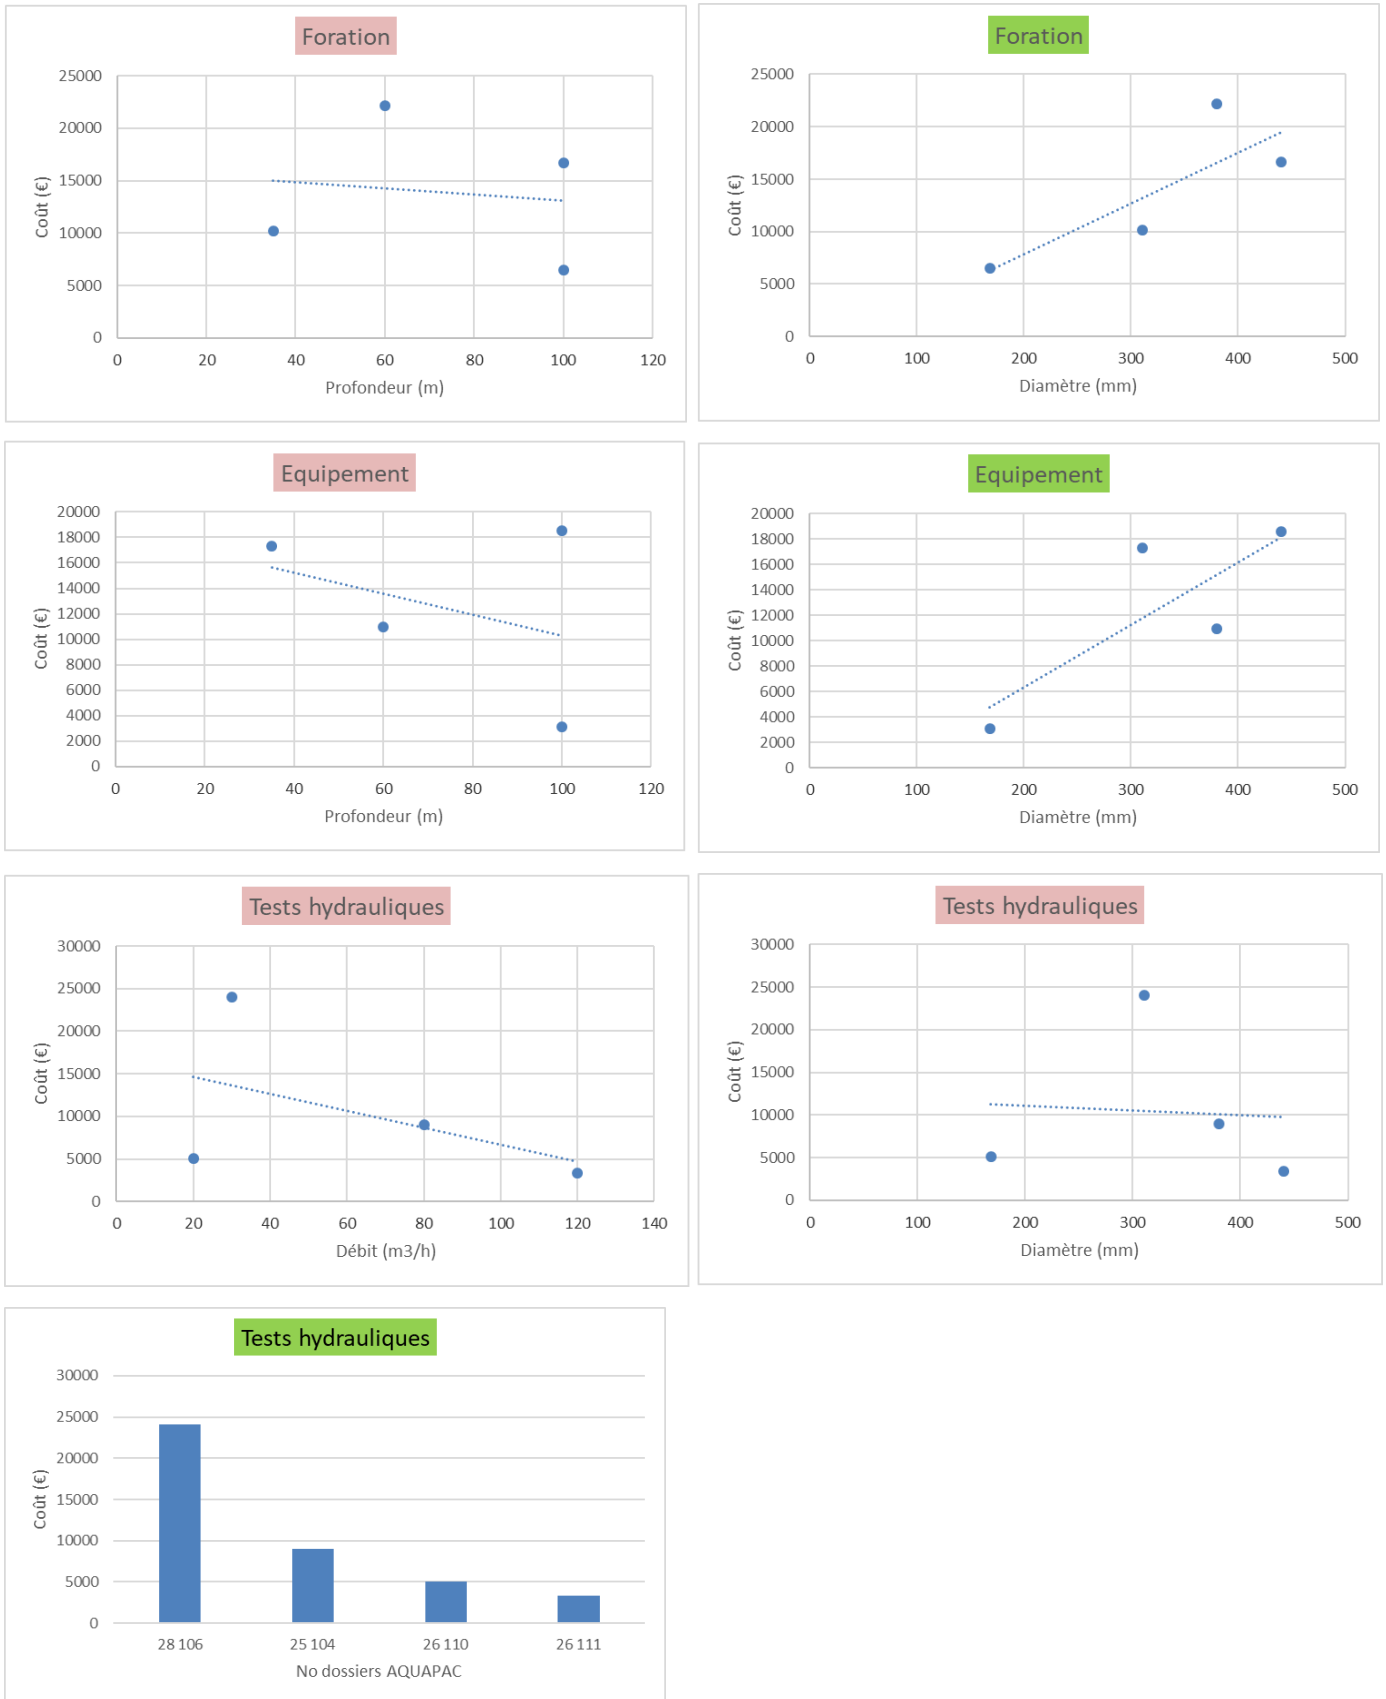 Foration
25000
20000
15000
10000
5000
0
Coût (€)
0 20 40 60 80 100 120
Profondeur (m)
Foration
25000
20000
15000
10000
5000
0
Coût (€)
0 100 200 300 400 500
Diamètre (mm)
Equipement
20000
18000
16000
14000
12000
10000
8000
6000
4000
2000
0
Coût (€)
0 20 40 60 80 100 120
Profondeur (m)
Equipement
20000
18000
16000
14000
12000
10000
8000
6000
4000
2000
0
Coût (€)
0 100 200 300 400 500
Diamètre (mm)
Tests hydrauliques
30000
25000
20000
15000
10000
5000
0
Coût (€)
0 20 40 60 80 100 120 140
Débit (m3/h)
Tests hydrauliques
30000
25000
20000
15000
10000
5000
0
Coût (€)
0 100 200 300 400 500
Diamètre (mm)
Tests hydrauliques
30000
25000
20000
15000
10000
5000
0
Coût (€)
28 106 25 104 26 110 26 111
No dossiers AQUAPAC